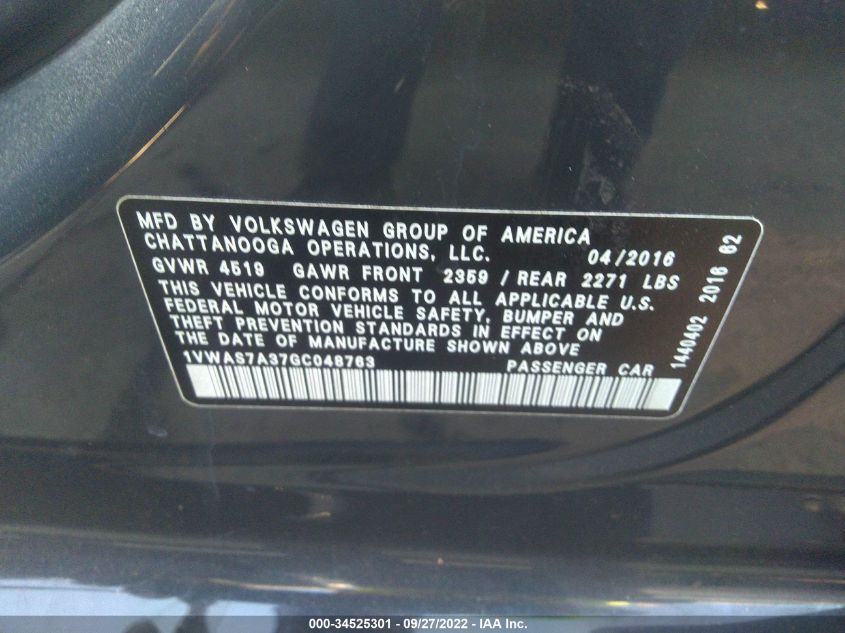 MFD BY VOLKSWAGEN GROUP OF AMERICA
CHATTANOOGA OPERATIONS, LLC. 04/2016
GVWR 4519 GAWR FRONT 2359 / REAR 2271 LBS
THIS VEHICLE CONFORMS TO ALL APPLICABLE U.S.
FEDERAL MOTOR VEHICLE SAFETY, BUMPER AND
THEFT PREVENTION STANDARDS IN EFFECT ON
THE DATE OF MANUFACTURE SHOWN ABOVE
1VWAS7A37GC048763 PASSENGER CAR
1440402 2016 62
000-34525301 - 09/27/2022 - IAA Inc.